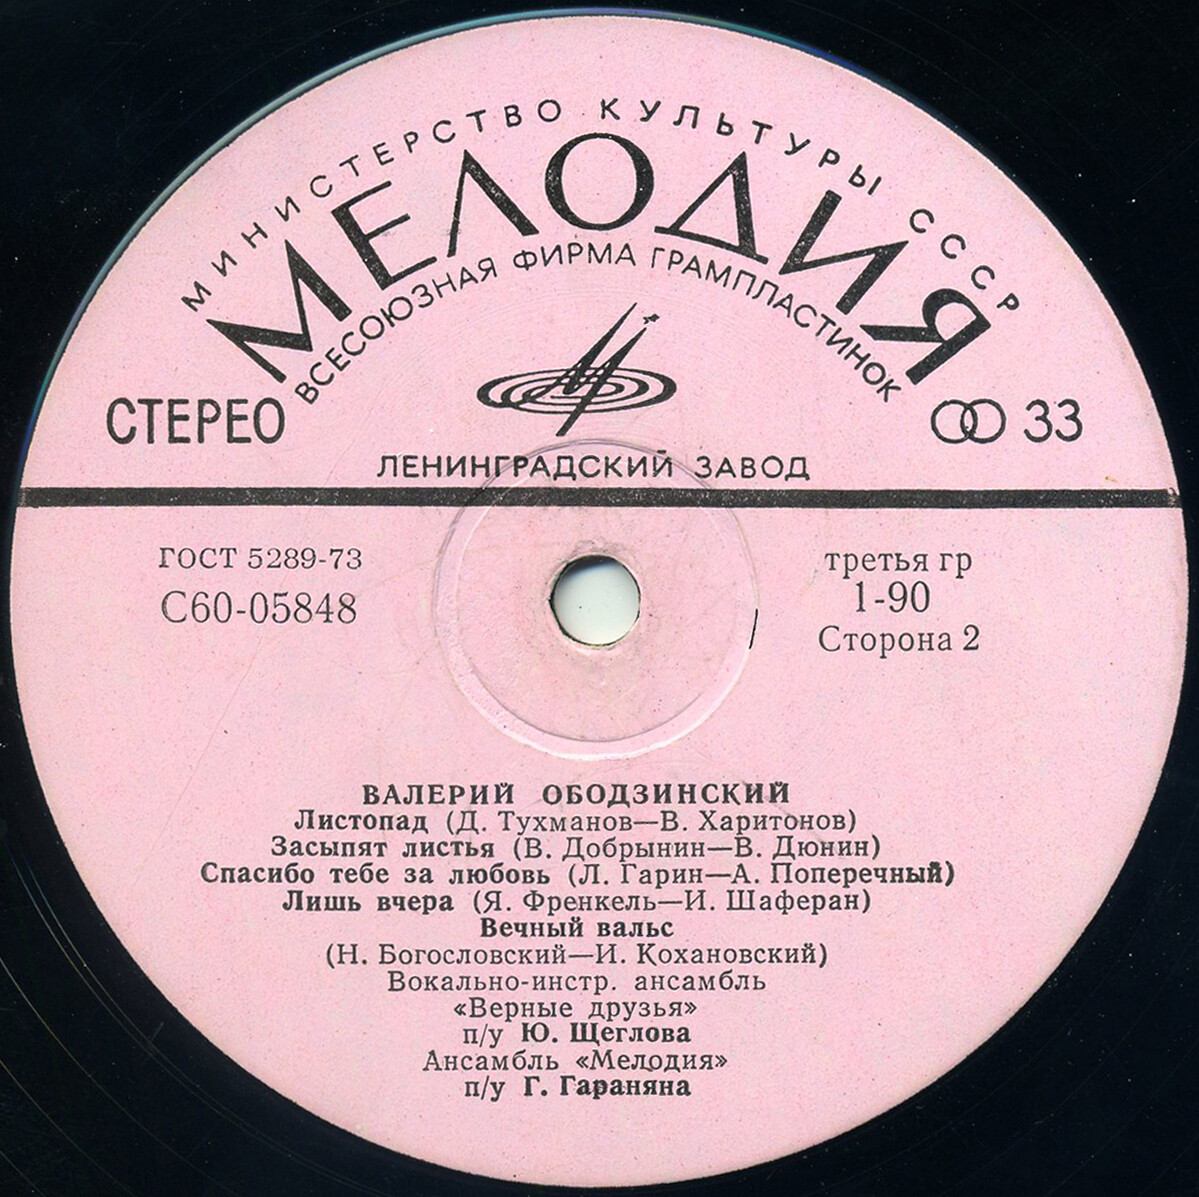 МИНИСТЕРСТВО КУЛЬТУРЫ СССР
МЕЛОДИЯ
ВСЕСОЮЗНАЯ ФИРМА ГРАМПЛАСТИНОК
СТЕРЕО
33
ЛЕНИНГРАДСКИЙ ЗАВОД
ГОСТ 5289-73
С60-05848
третья гр
1-90
Сторона 2
ВАЛЕРИЙ ОБОДЗИНСКИЙ
Листопад (Д. Тухманов—В. Харитонов)
Засыпят листья (В. Добрынин—В. Дюнин)
Спасибо тебе за любовь (Л. Гарин—А. Поперечный)
Лишь вчера (Я. Френкель—И. Шаферан)
Вечный вальс
(Н. Богословский—И. Кохановский)
Вокально-инстр. ансамбль
«Верные друзья»
п/у Ю. Щеглова
Ансамбль «Мелодия»
п/у Г. Гараняна